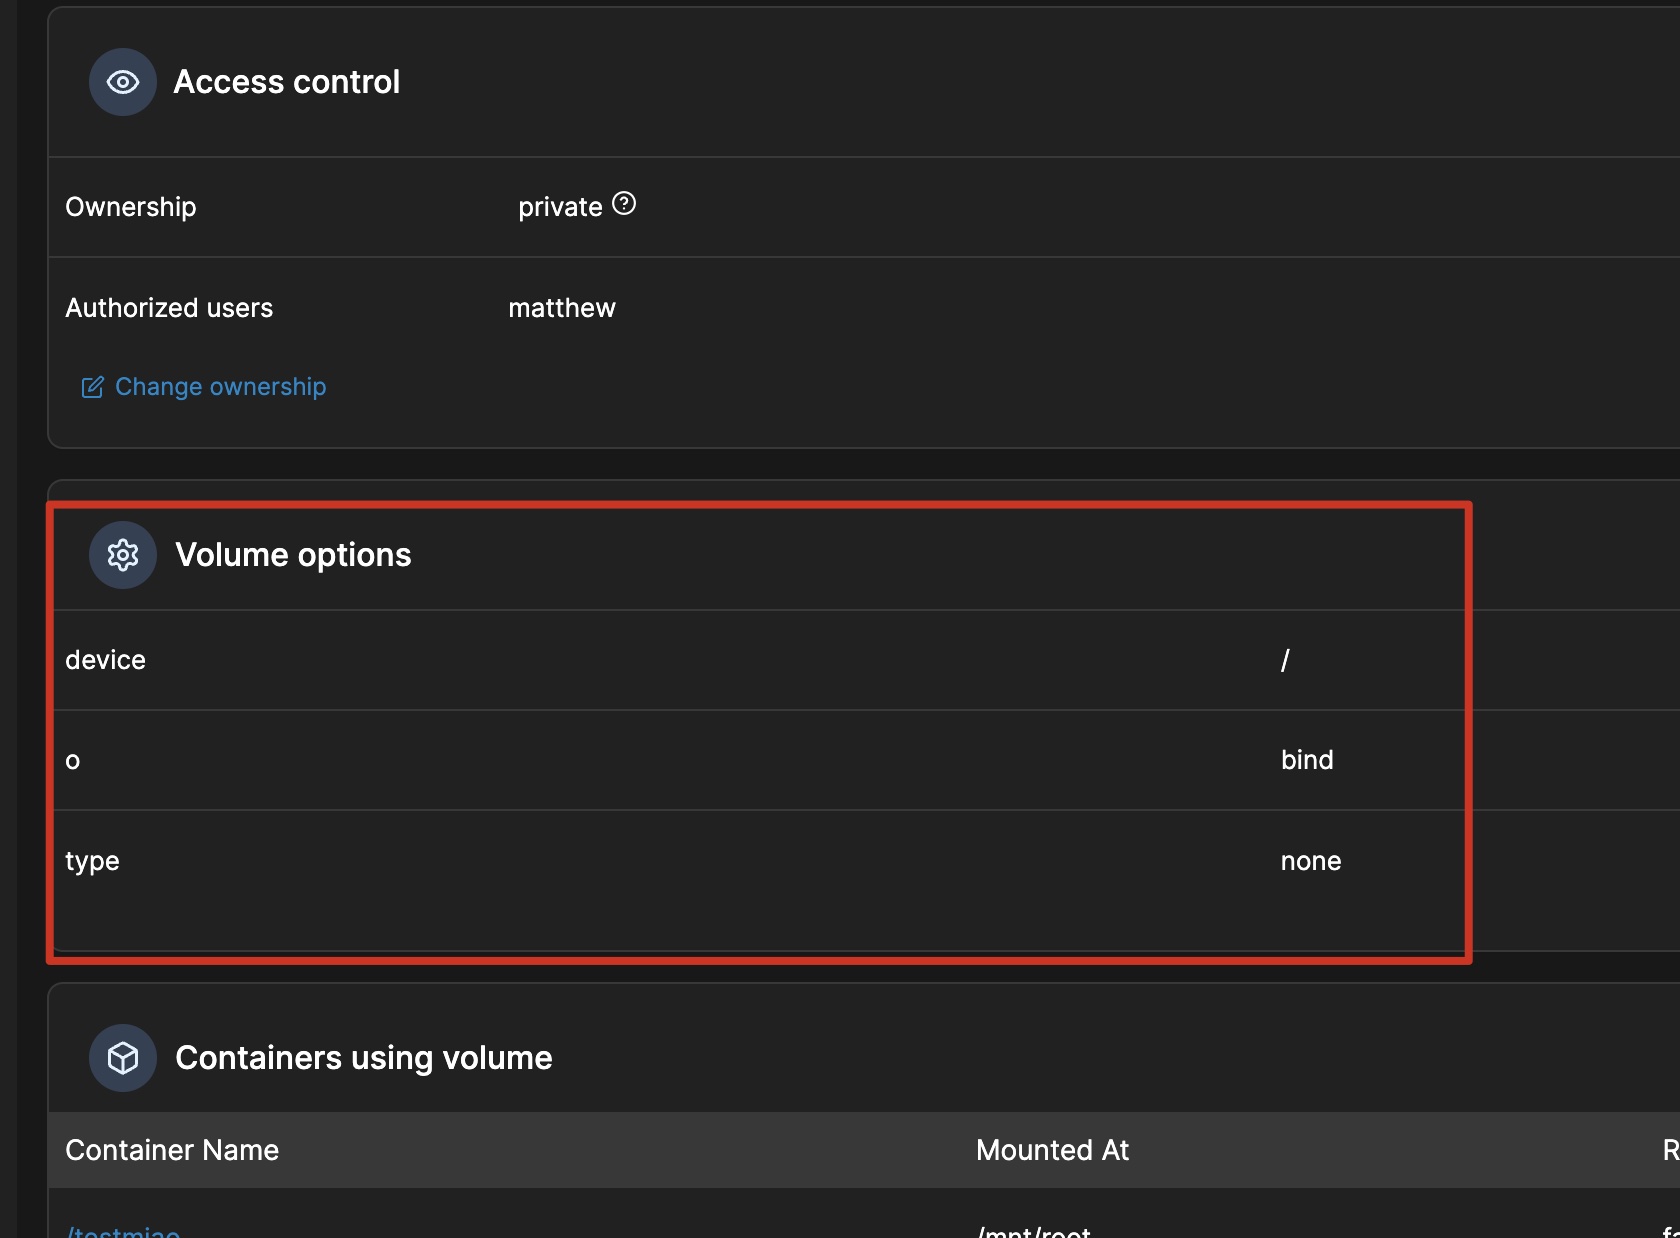 Access control
Ownership private
Authorized users matthew
Change ownership
Volume options
device /
o bind
type none
Containers using volume
Container Name Mounted At R
/testmiao /mnt/root